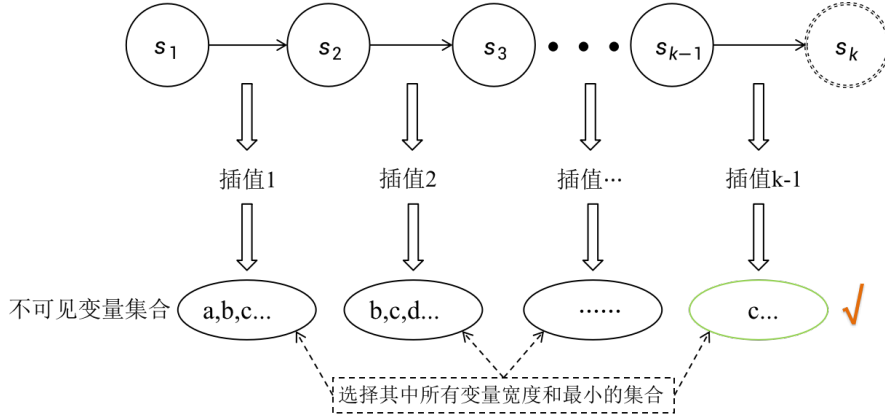 s₁ s₂ s₃ • • • sₖ₋₁ sₖ
插值1 插值2 插值··· 插值k-1
不可见变量集合 a,b,c... b,c,d... ······ c... √
选择其中所有变量宽度和最小的集合